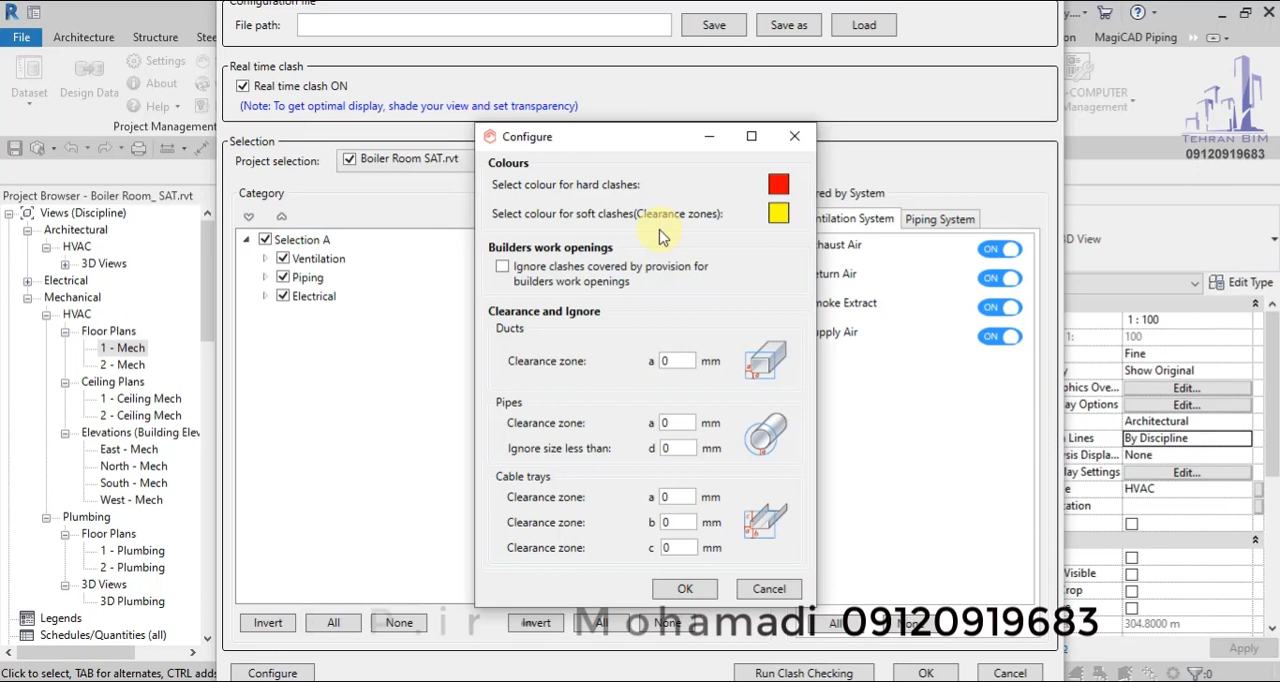 Configuration file
File path:
Save
Save as
Load
File
Architecture
Structure
MagiCAD Piping
Dataset
Design Data
Settings
About
Help
Project Management
-COMPUTER
Management
TEHRAN BIM
09120919683
Real time clash
Real time clash ON
(Note: To get optimal display, shade your view and set transparency)
Selection
Project selection:
Boiler Room SAT.rvt
Category
Selection A
Ventilation
Piping
Electrical
Project Browser - Boiler Room_ SAT.rvt
Views (Discipline)
Architectural
HVAC
3D Views
Electrical
Mechanical
HVAC
Floor Plans
1 - Mech
2 - Mech
Ceiling Plans
1 - Ceiling Mech
2 - Ceiling Mech
Elevations (Building Elev
East - Mech
North - Mech
South - Mech
West - Mech
Plumbing
Floor Plans
1 - Plumbing
2 - Plumbing
3D Views
3D Plumbing
Legends
Schedules/Quantities (all)
Configure
Colours
Select colour for hard clashes:
Select colour for soft clashes(Clearance zones):
Builders work openings
Ignore clashes covered by provision for
builders work openings
Clearance and Ignore
Ducts
Clearance zone: a 0 mm
Pipes
Clearance zone: a 0 mm
Ignore size less than: d 0 mm
Cable trays
Clearance zone: a 0 mm
Clearance zone: b 0 mm
Clearance zone: c 0 mm
OK
Cancel
by System
System
Piping System
Air ON
Air ON
Extract ON
Air ON
3D View
Edit Type
1 : 100
100
Fine
Show Original
Edit...
Edit...
Architectural
Lines By Discipline
None
Settings Edit...
HVAC
304.8000 m
Apply
Invert
All
None
Invert
All
None
All
Mohamadi 09120919683
Configure
Run Clash Checking
OK
Cancel
Click to select, TAB for alternates, CTRL adds
:0